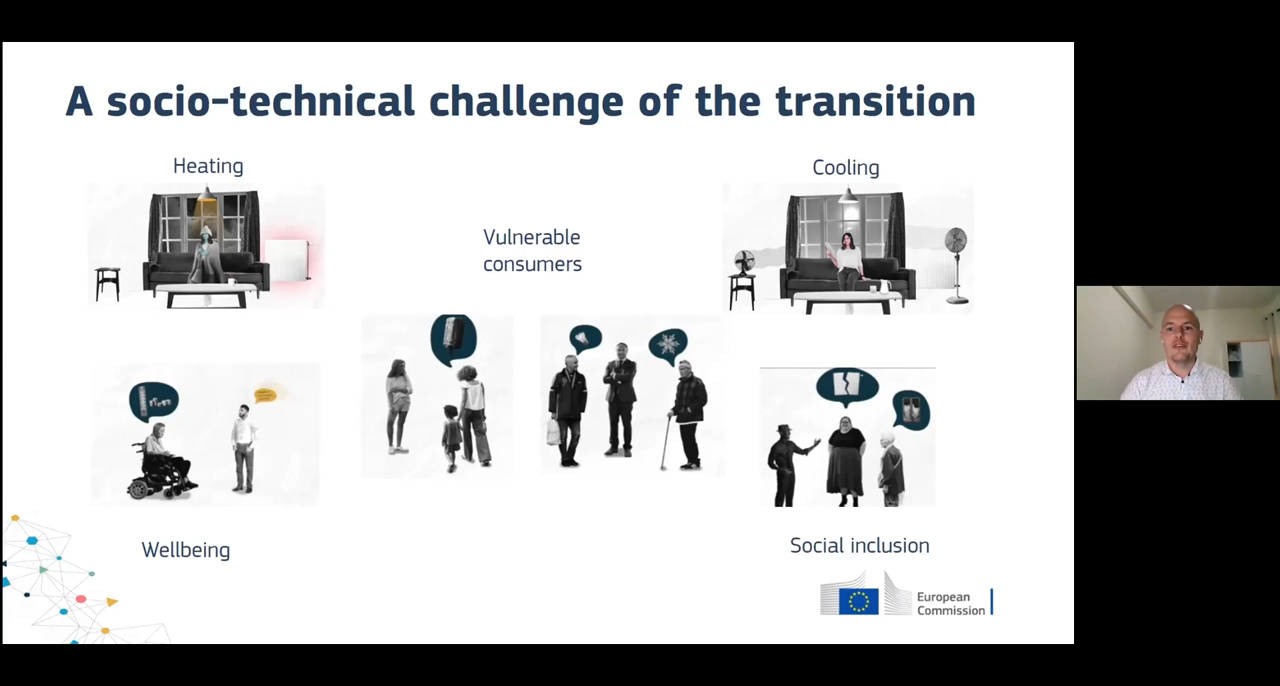 A socio-technical challenge of the transition
Heating
Cooling
Vulnerable
consumers
Wellbeing
Social inclusion
European
Commission